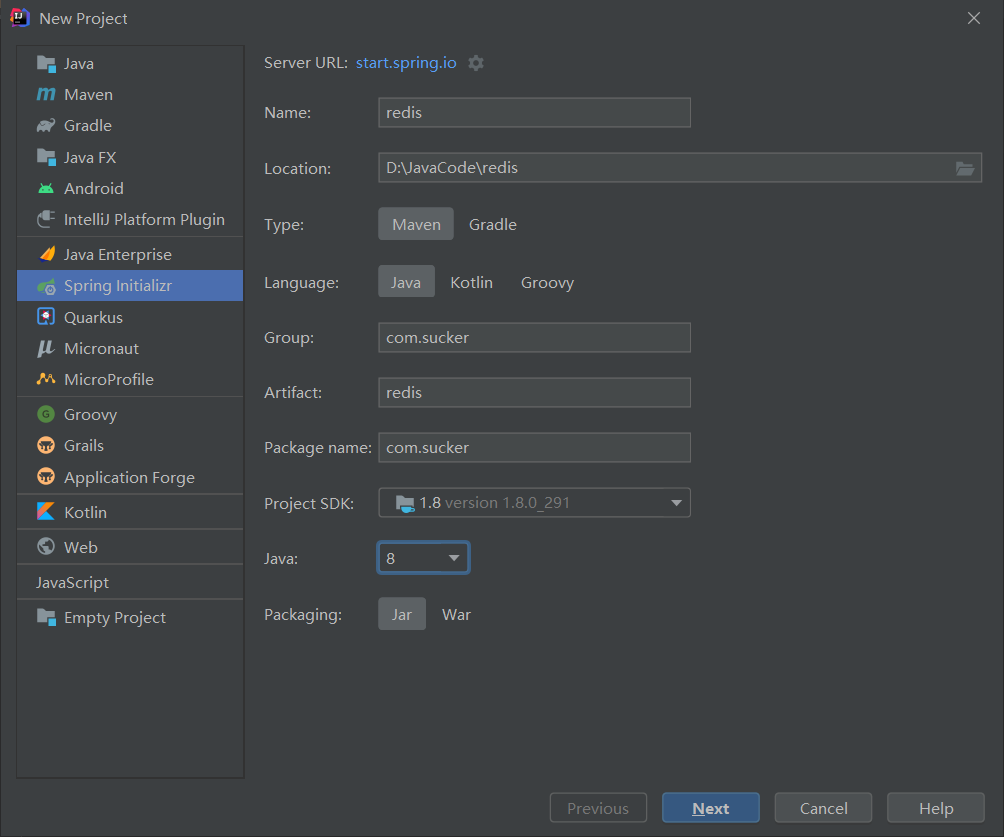 New Project
Java
Maven
Gradle
Java FX
Android
IntelliJ Platform Plugin
Java Enterprise
Spring Initializr
Quarkus
Micronaut
MicroProfile
Groovy
Grails
Application Forge
Kotlin
Web
JavaScript
Empty Project
Server URL: start.spring.io
Name: redis
Location: D:\JavaCode\redis
Type: Maven Gradle
Language: Java Kotlin Groovy
Group: com.sucker
Artifact: redis
Package name: com.sucker
Project SDK: 1.8 version 1.8.0_291
Java: 8
Packaging: Jar War
Previous Next Cancel Help